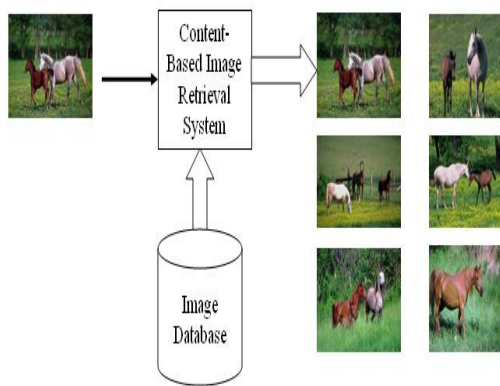 Content-
Based Image
Retrieval
System
Image
Database